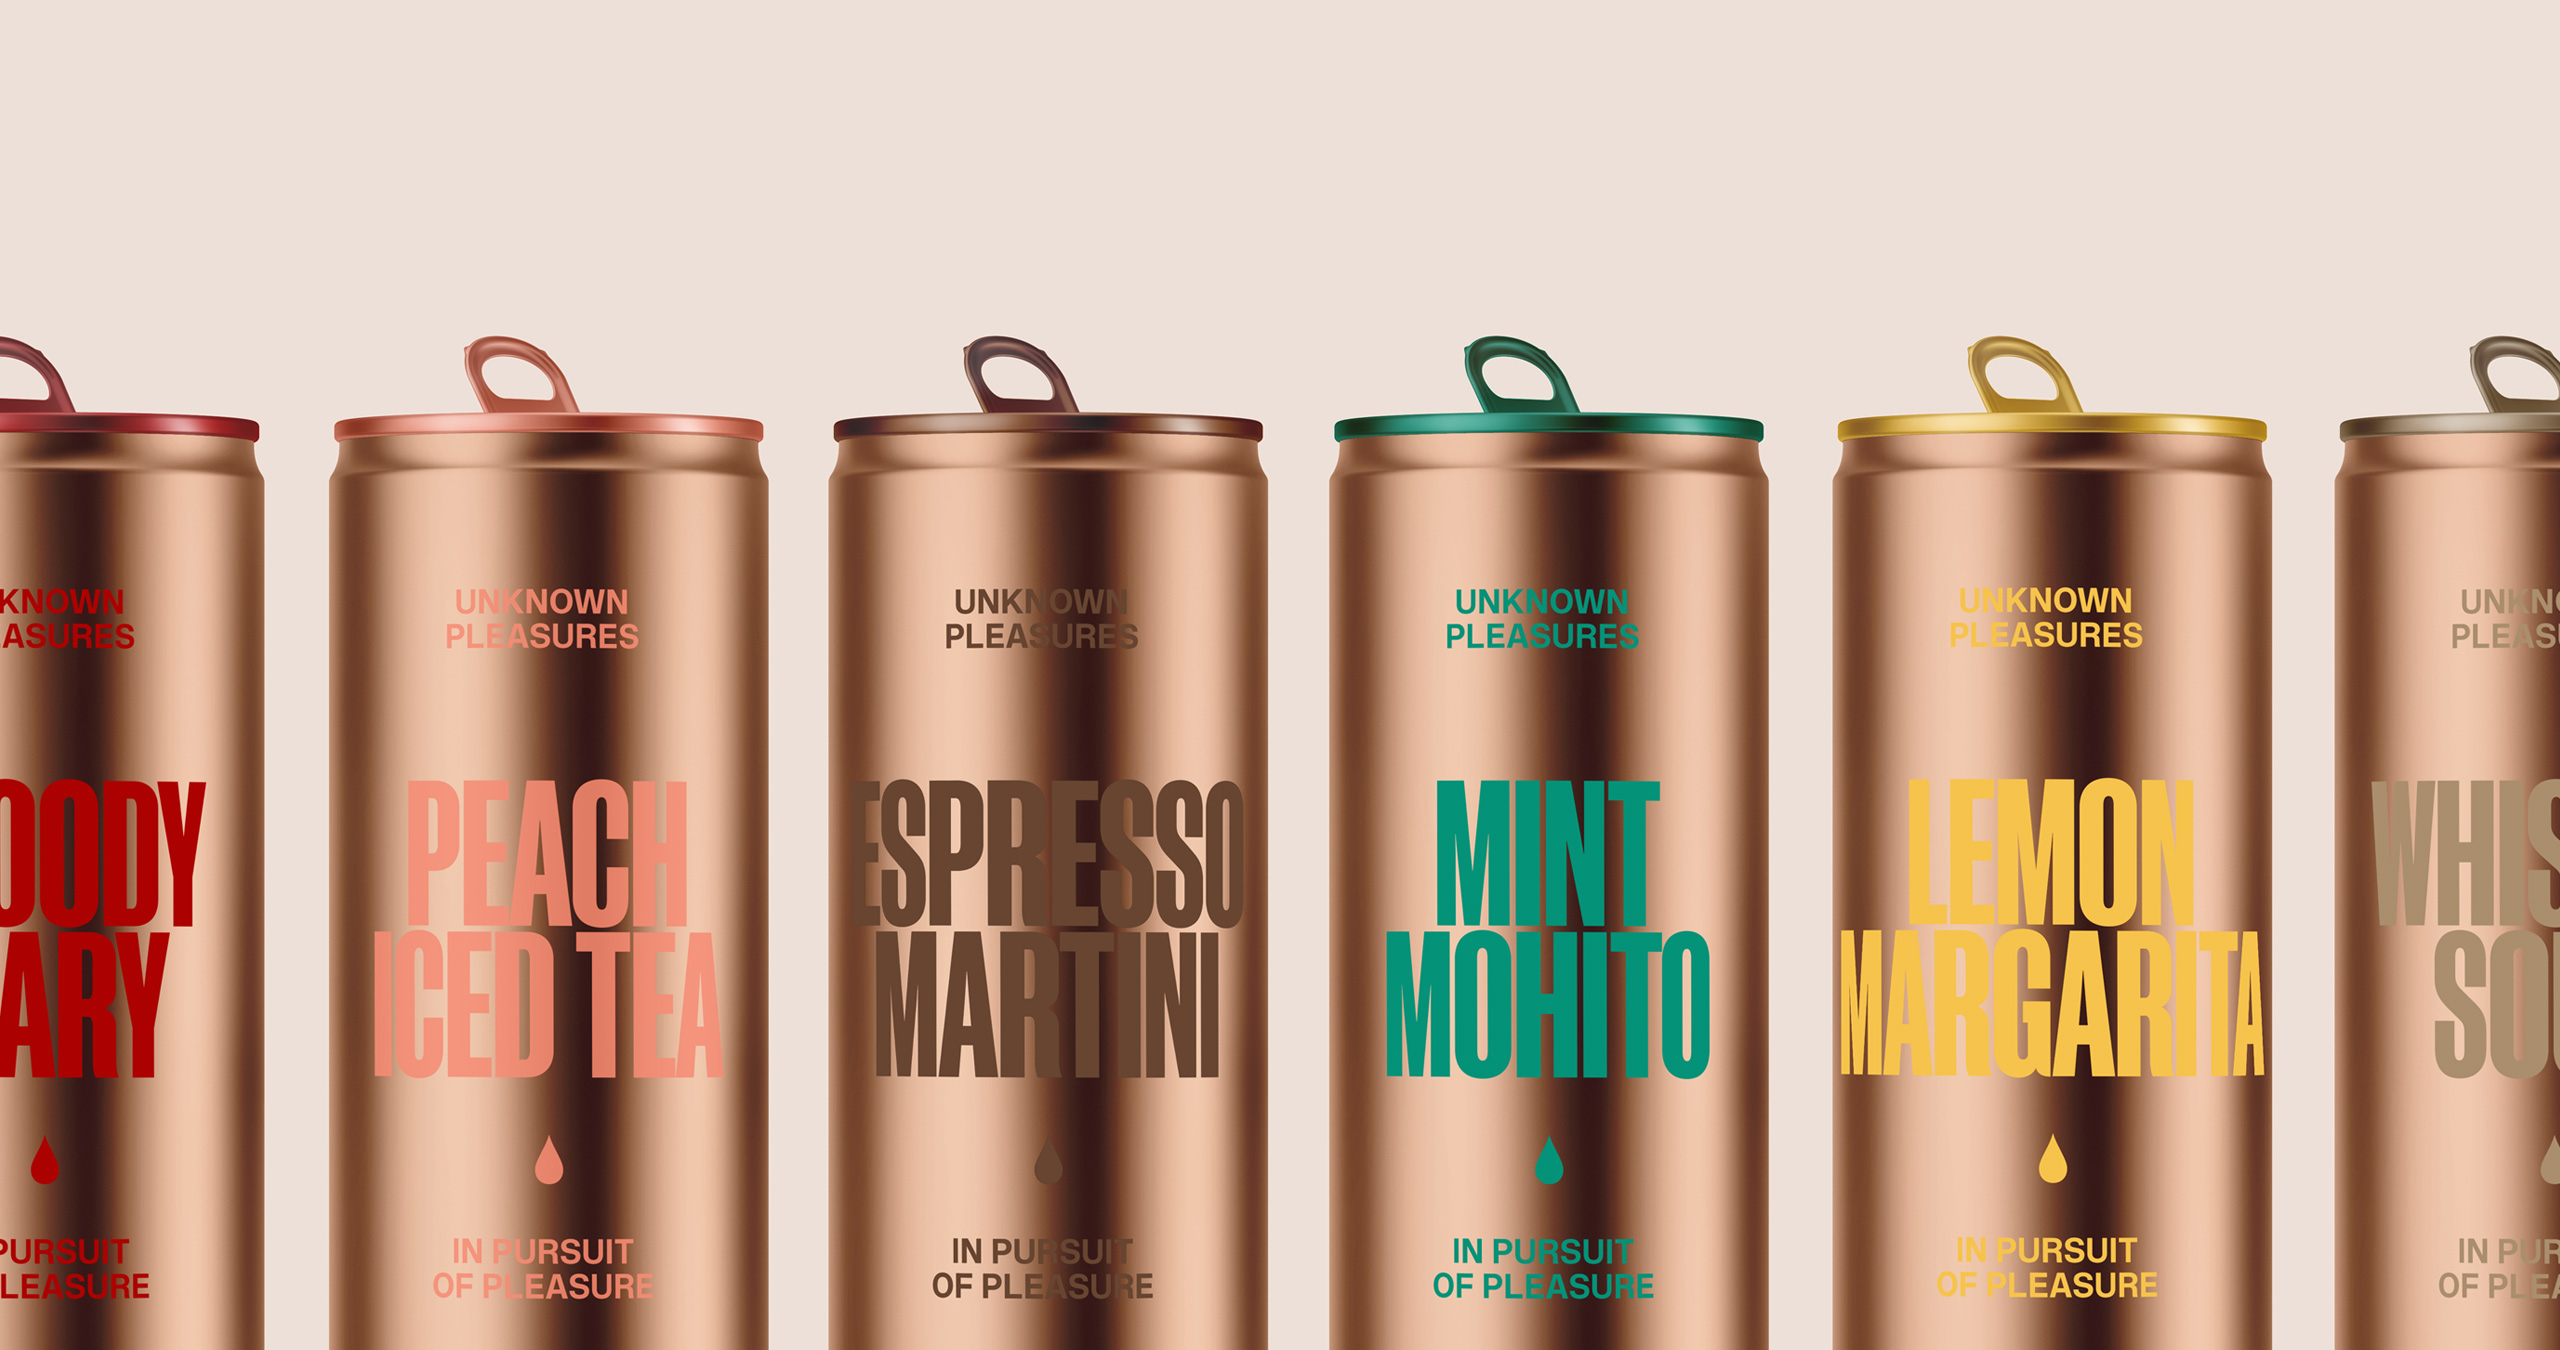 KNOWN
ASURES
OODY
ARY
PURSUIT
LEASURE
UNKNOWN
PLEASURES
PEACH
ICED TEA
IN PURSUIT
OF PLEASURE
UNKNOWN
PLEASURES
ESPRESSO
MARTINI
IN PURSUIT
OF PLEASURE
UNKNOWN
PLEASURES
MINT
MOHITO
IN PURSUIT
OF PLEASURE
UNKNOWN
PLEASURES
LEMON
MARGARITA
IN PURSUIT
OF PLEASURE
UNKNO
PLEASU
WHIS
SOU
IN PUR
OF PLEA